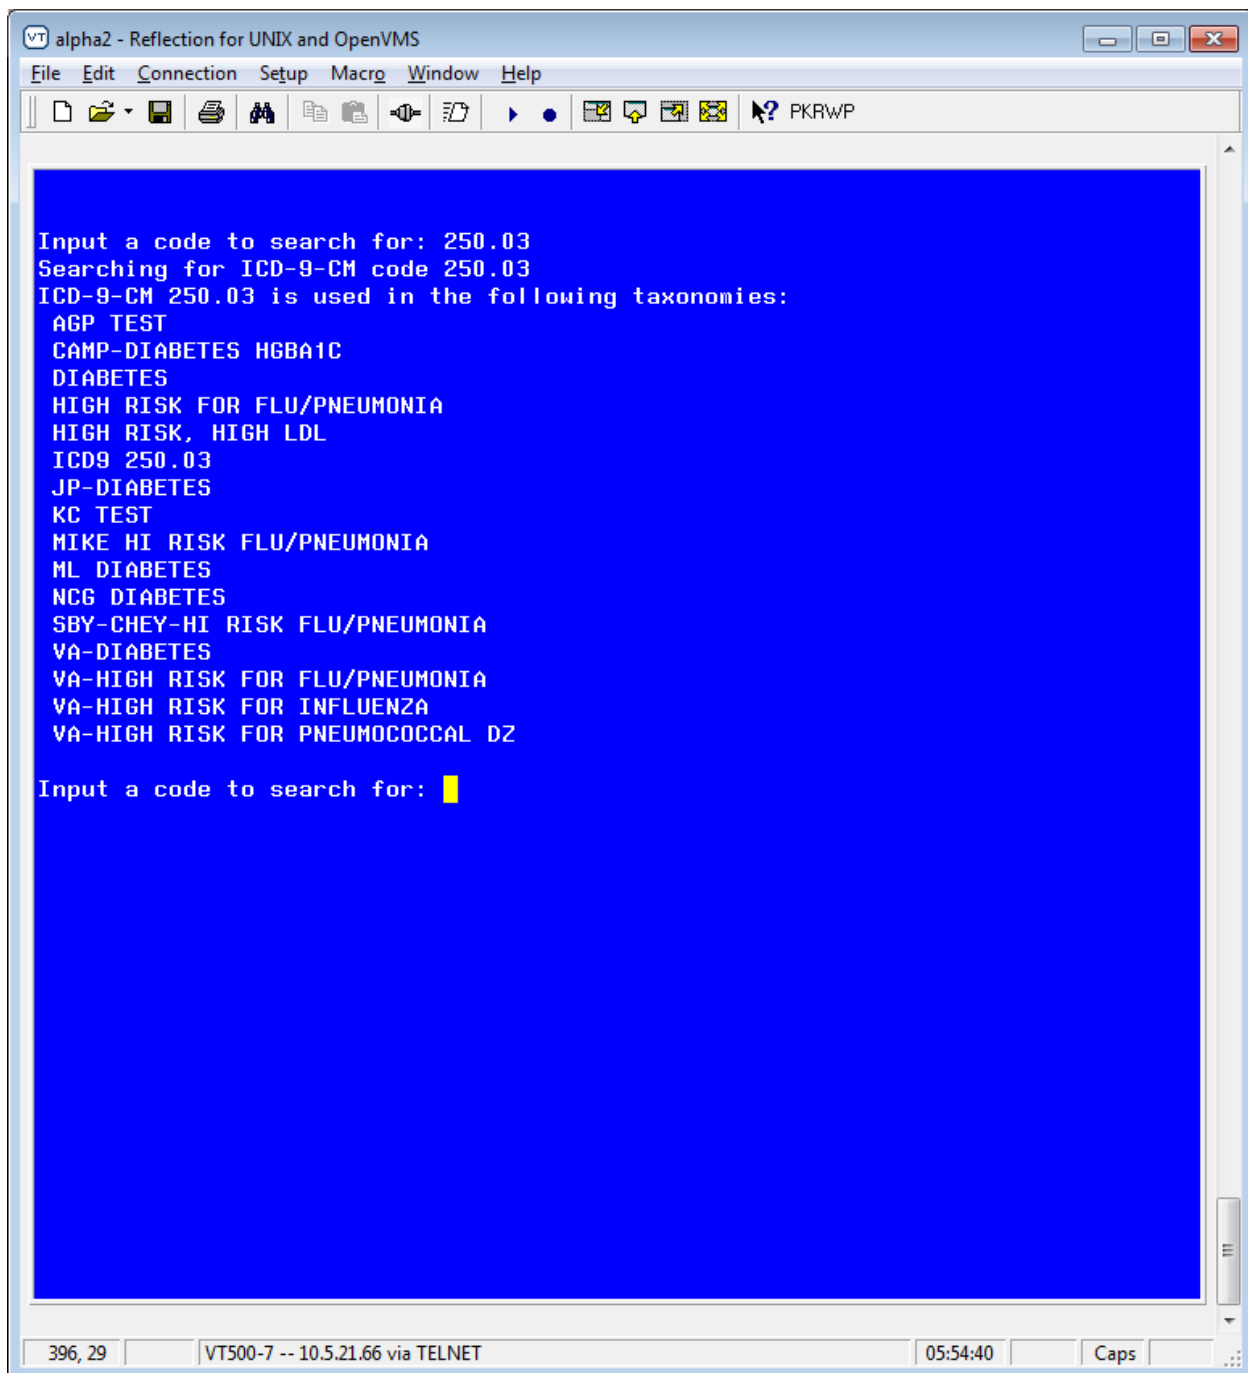 VT alpha2 - Reflection for UNIX and OpenVMS
File Edit Connection Setup Macro Window Help
PKRWP
Input a code to search for: 250.03
Searching for ICD-9-CM code 250.03
ICD-9-CM 250.03 is used in the following taxonomies:
AGP TEST
CAMP-DIABETES HGBA1C
DIABETES
HIGH RISK FOR FLU/PNEUMONIA
HIGH RISK, HIGH LDL
ICD9 250.03
JP-DIABETES
KC TEST
MIKE HI RISK FLU/PNEUMONIA
ML DIABETES
NCG DIABETES
SBY-CHEY-HI RISK FLU/PNEUMONIA
VA-DIABETES
VA-HIGH RISK FOR FLU/PNEUMONIA
VA-HIGH RISK FOR INFLUENZA
VA-HIGH RISK FOR PNEUMOCOCCAL DZ
Input a code to search for:
396, 29 VT500-7 -- 10.5.21.66 via TELNET 05:54:40 Caps